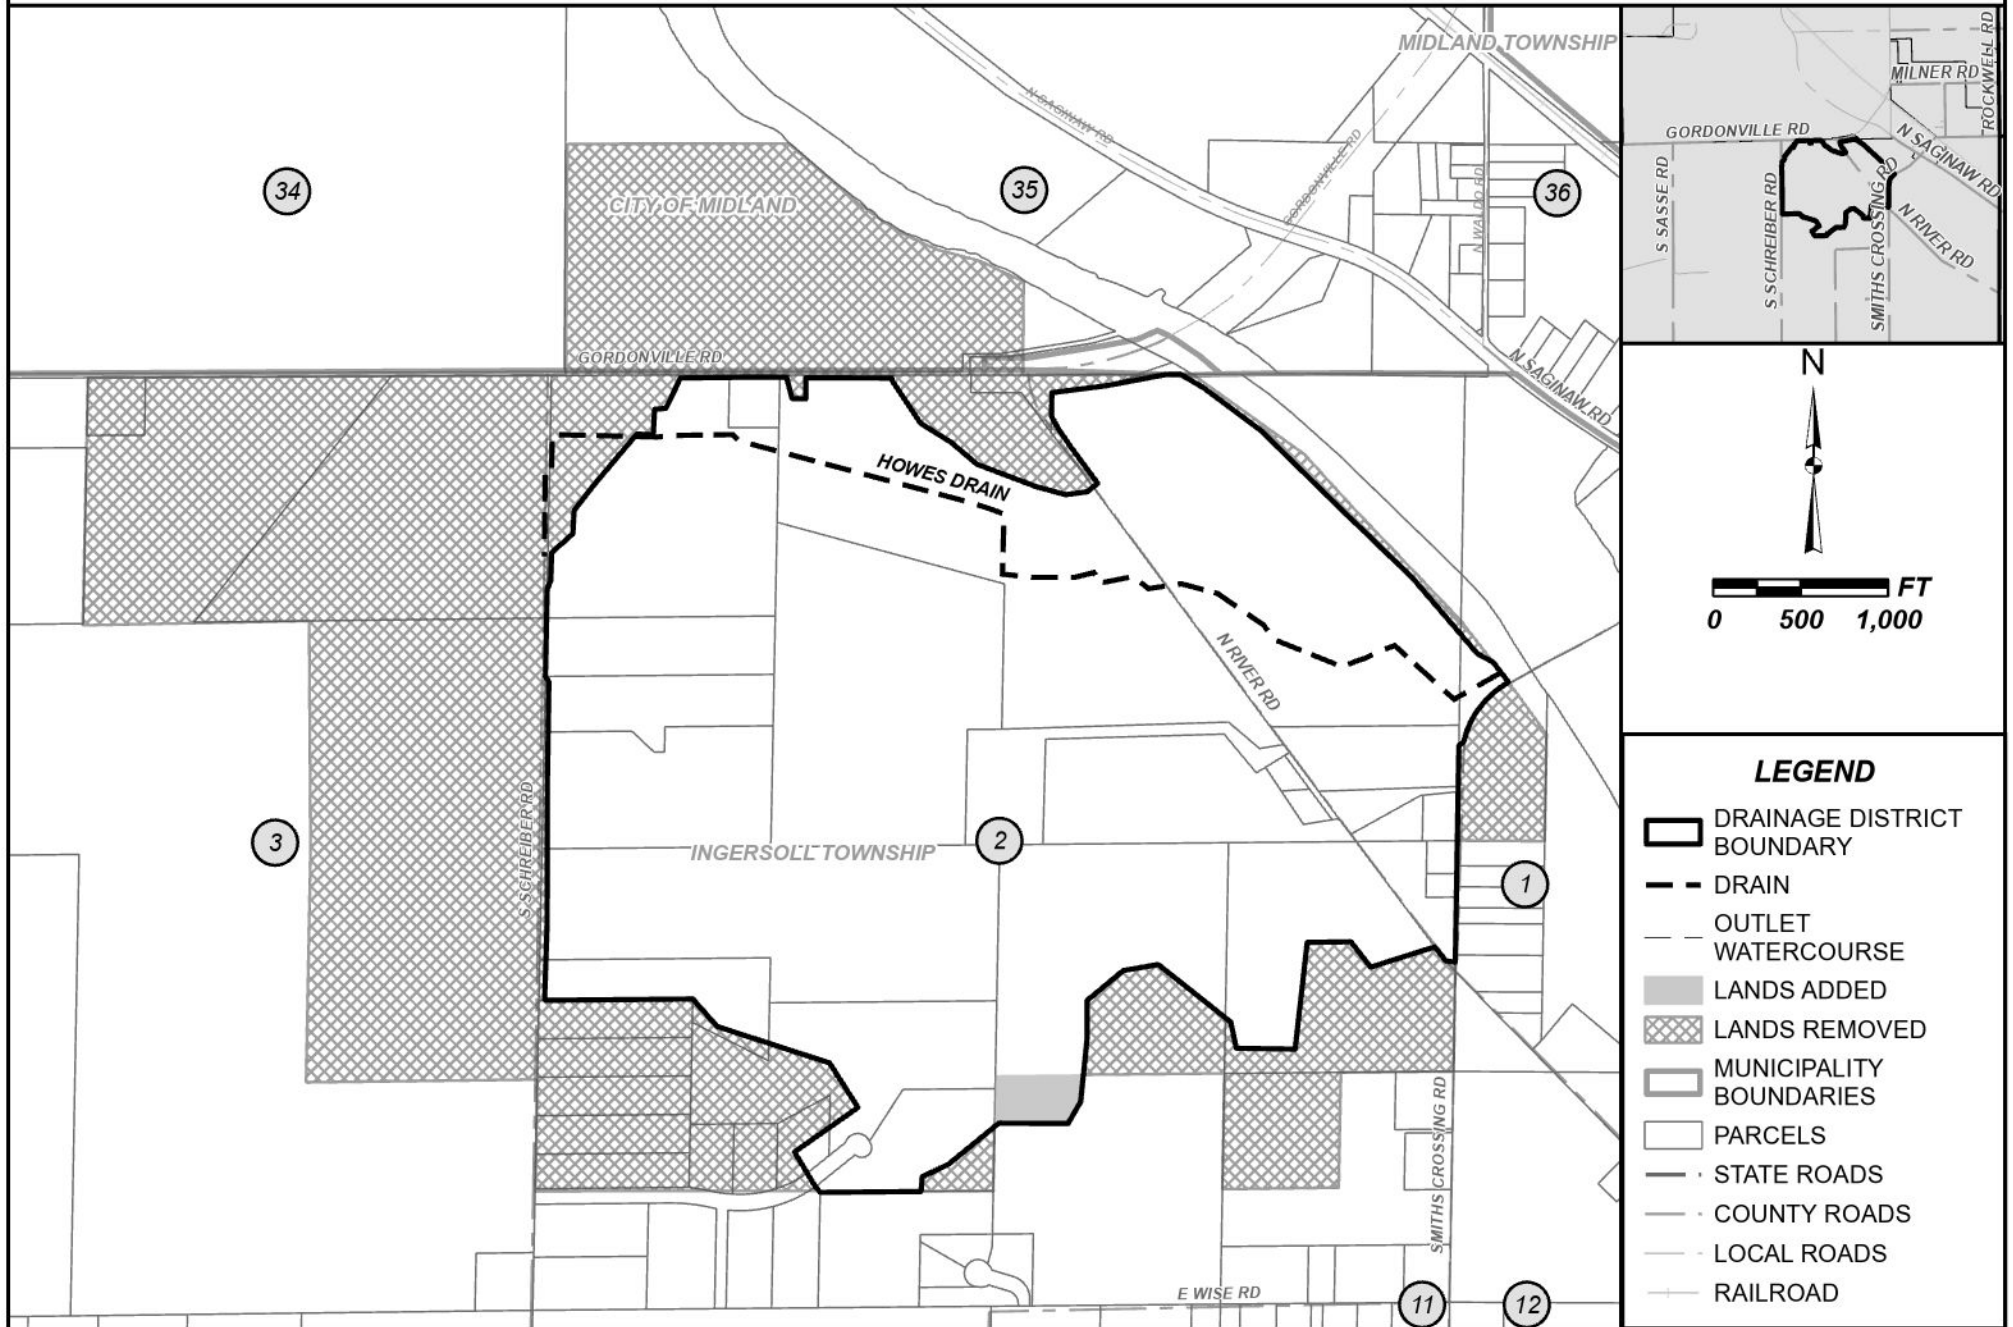 MIDLAND TOWNSHIP
N SAGINAW RD
GORDONVILLE RD
N WALDO RD
34
35
36
CITY OF MIDLAND
GORDONVILLE RD
N SAGINAW RD
HOWES DRAIN
N RIVER RD
S SCHREIBER RD
3
INGERSOLL TOWNSHIP
2
1
SMITHS CROSSING RD
E WISE RD
11
12
ROCKWELL RD
MILNER RD
GORDONVILLE RD
N SAGINAW RD
S SASSE RD
S SCHREIBER RD
SMITHS CROSSING RD
N RIVER RD
N
FT
0 500 1,000
LEGEND
DRAINAGE DISTRICT
BOUNDARY
DRAIN
OUTLET
WATERCOURSE
LANDS ADDED
LANDS REMOVED
MUNICIPALITY
BOUNDARIES
PARCELS
STATE ROADS
COUNTY ROADS
LOCAL ROADS
RAILROAD